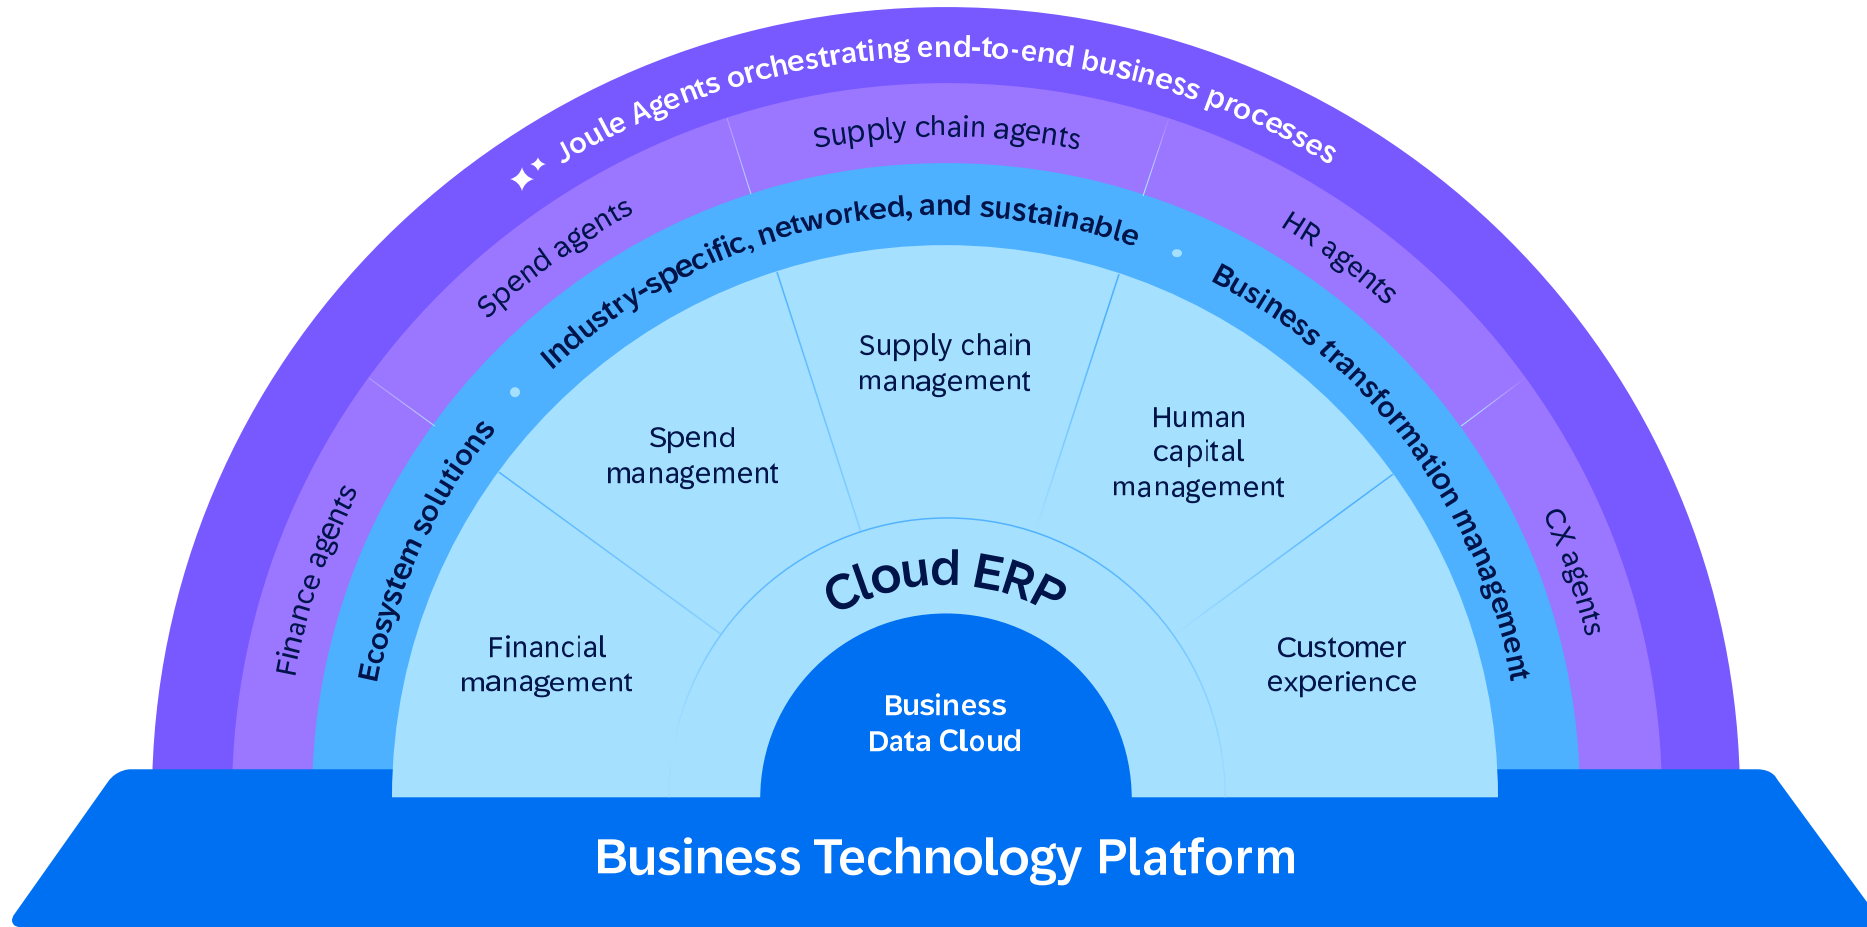 Joule Agents orchestrating end-to-end business processes
Finance agents
Spend agents
Supply chain agents
HR agents
CX agents
Ecosystem solutions
Industry-specific, networked, and sustainable
Business transformation management
Financial
management
Spend
management
Supply chain
management
Human
capital
management
Customer
experience
Cloud ERP
Business
Data Cloud
Business Technology Platform